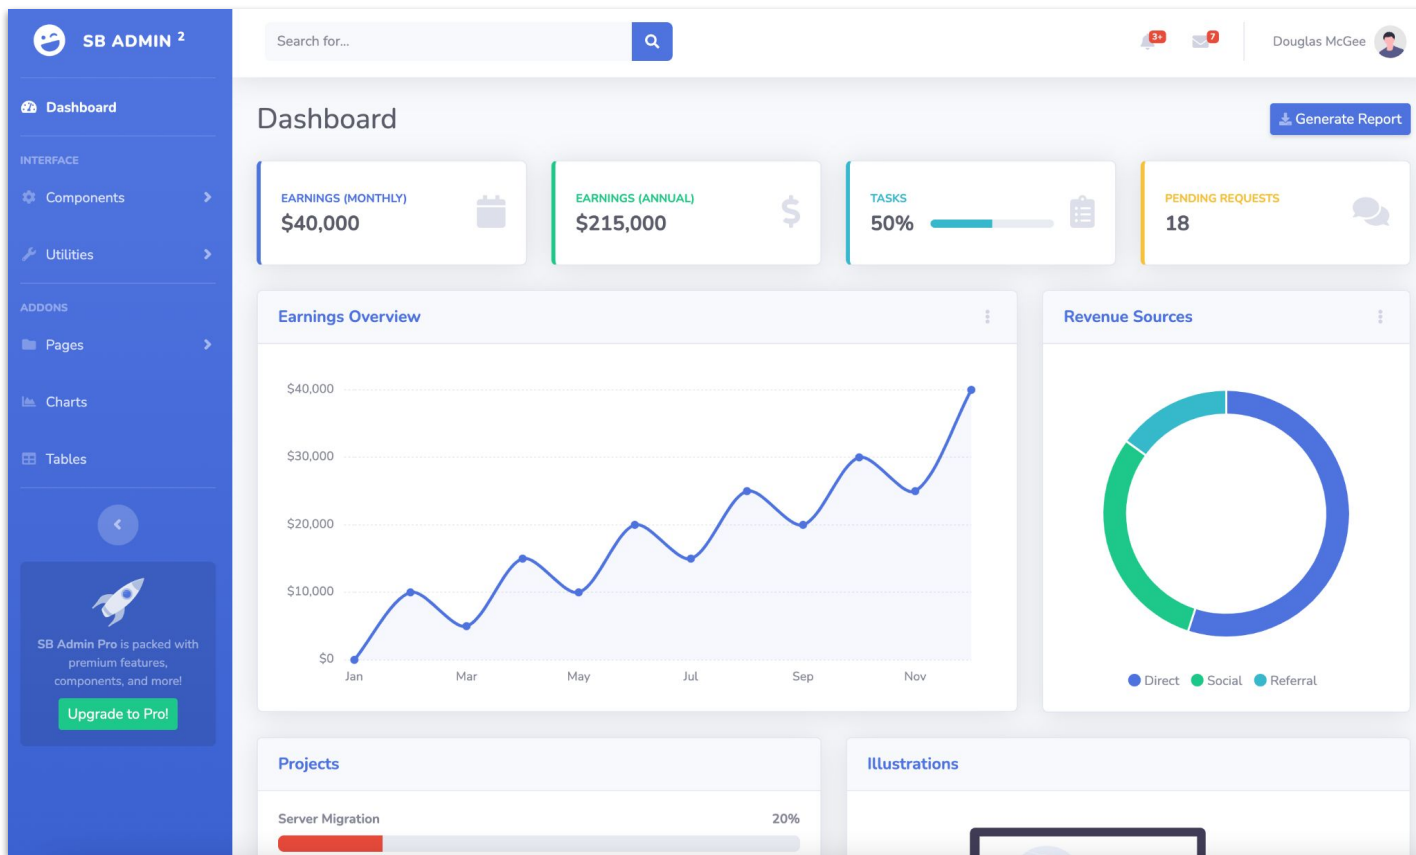 SB ADMIN 2
Dashboard
INTERFACE
Components
Utilities
ADDONS
Pages
Charts
Tables
SB Admin Pro is packed with
premium features,
components, and more!
Upgrade to Pro!
Search for...
3+
7
Douglas McGee
Dashboard
Generate Report
EARNINGS (MONTHLY)
$40,000
EARNINGS (ANNUAL)
$215,000
TASKS
50%
PENDING REQUESTS
18
Earnings Overview
$40,000
$30,000
$20,000
$10,000
$0
Jan Mar May Jul Sep Nov
Revenue Sources
Direct Social Referral
Projects
Server Migration 20%
Illustrations